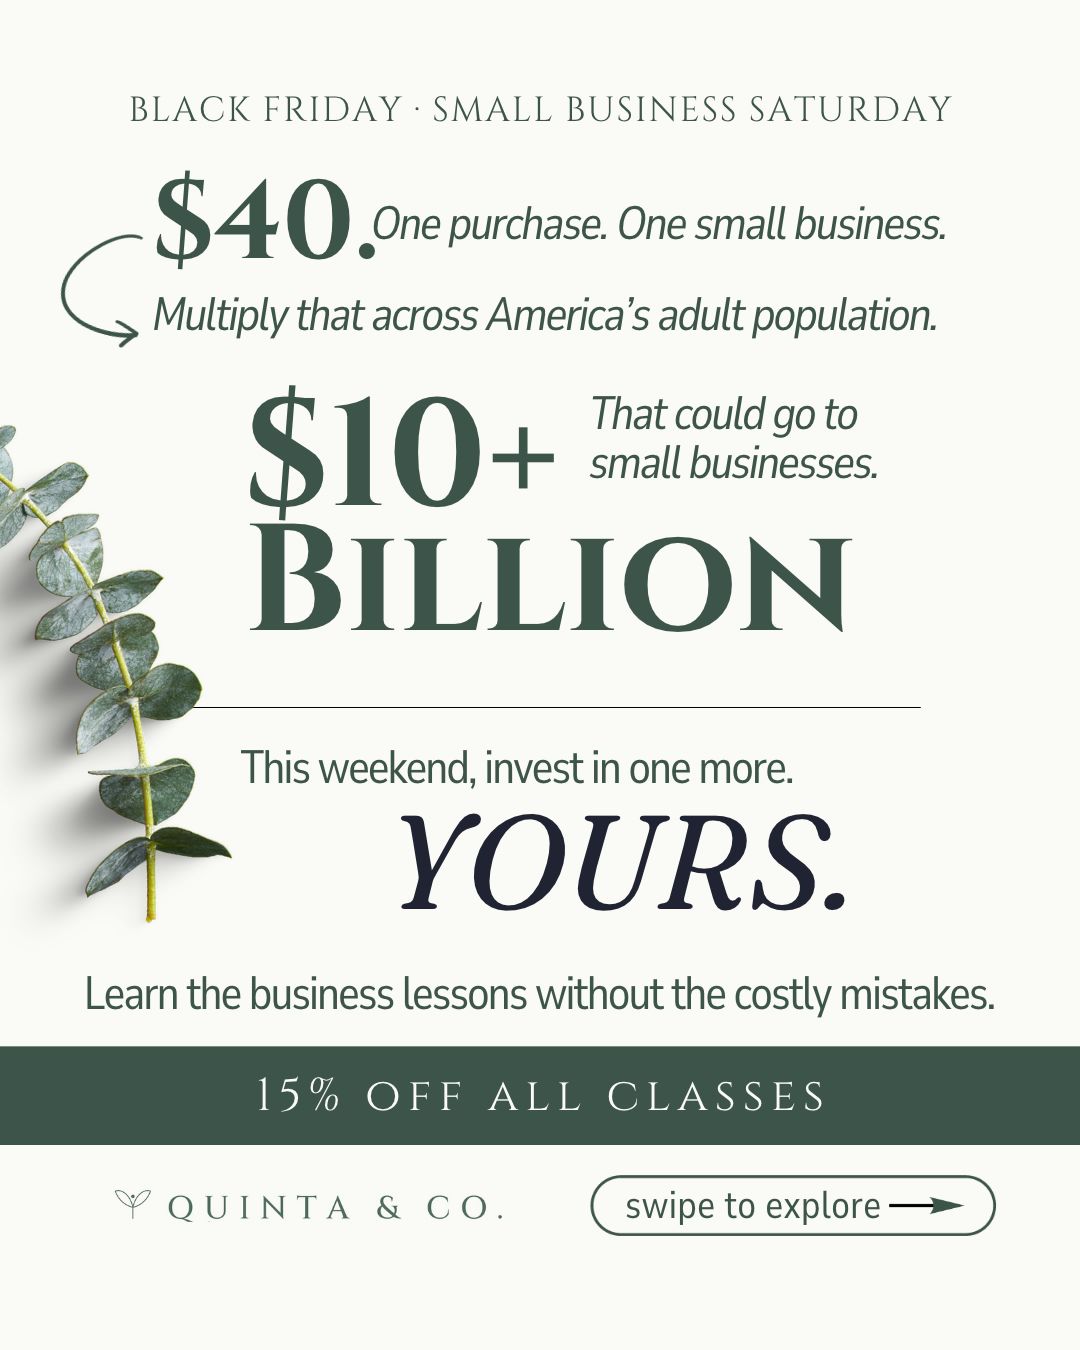 BLACK FRIDAY · SMALL BUSINESS SATURDAY
$40. One purchase. One small business.
Multiply that across America’s adult population.
$10+ That could go to
small businesses.
BILLION
This weekend, invest in one more.
YOURS.
Learn the business lessons without the costly mistakes.
15% OFF ALL CLASSES
QUINTA & CO.
swipe to explore